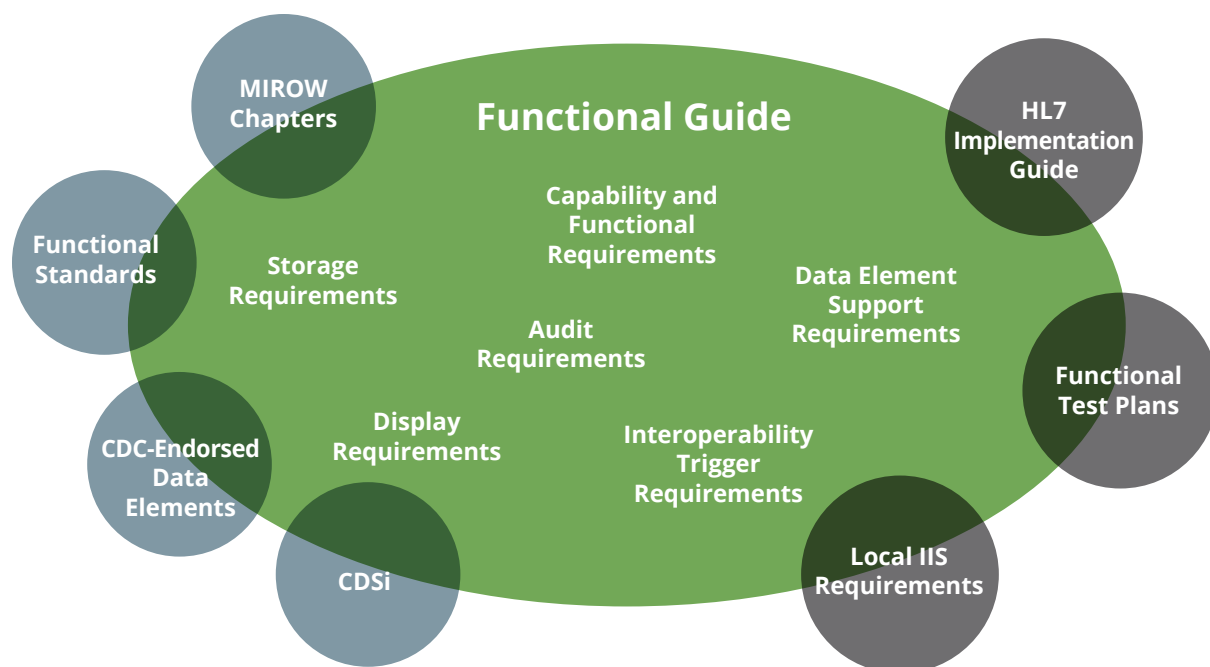 MIROW
Chapters
Functional Guide
HL7
Implementation
Guide
Capability and
Functional
Requirements
Functional
Standards
Storage
Requirements
Data Element
Support
Requirements
Audit
Requirements
Functional
Test Plans
CDC-Endorsed
Data
Elements
Display
Requirements
Interoperability
Trigger
Requirements
CDSi
Local IIS
Requirements